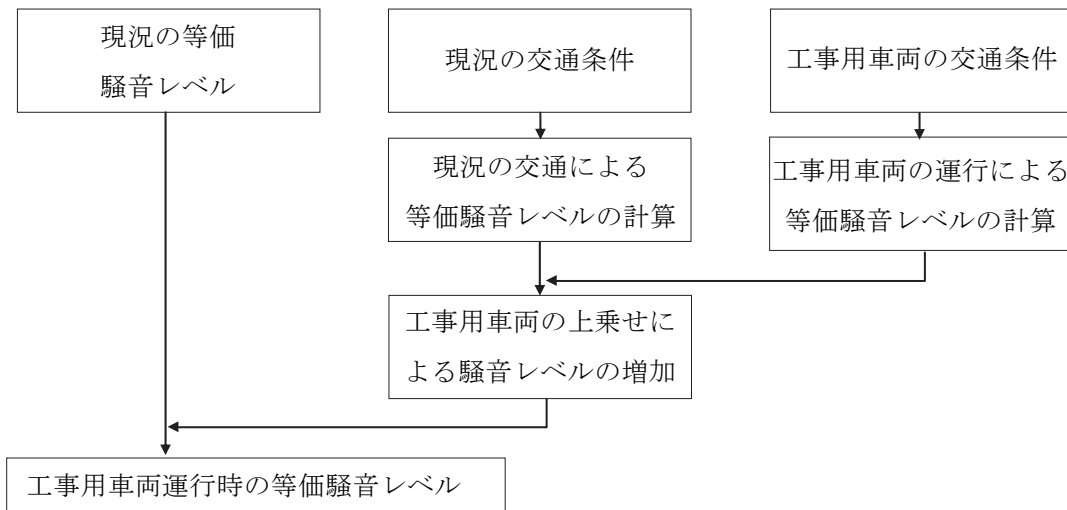 現況の等価
騒音レベル
現況の交通条件
工事用車両の交通条件
現況の交通による
等価騒音レベルの計算
工事用車両の運行による
等価騒音レベルの計算
工事用車両の上乗せに
よる騒音レベルの増加
工事用車両運行時の等価騒音レベル